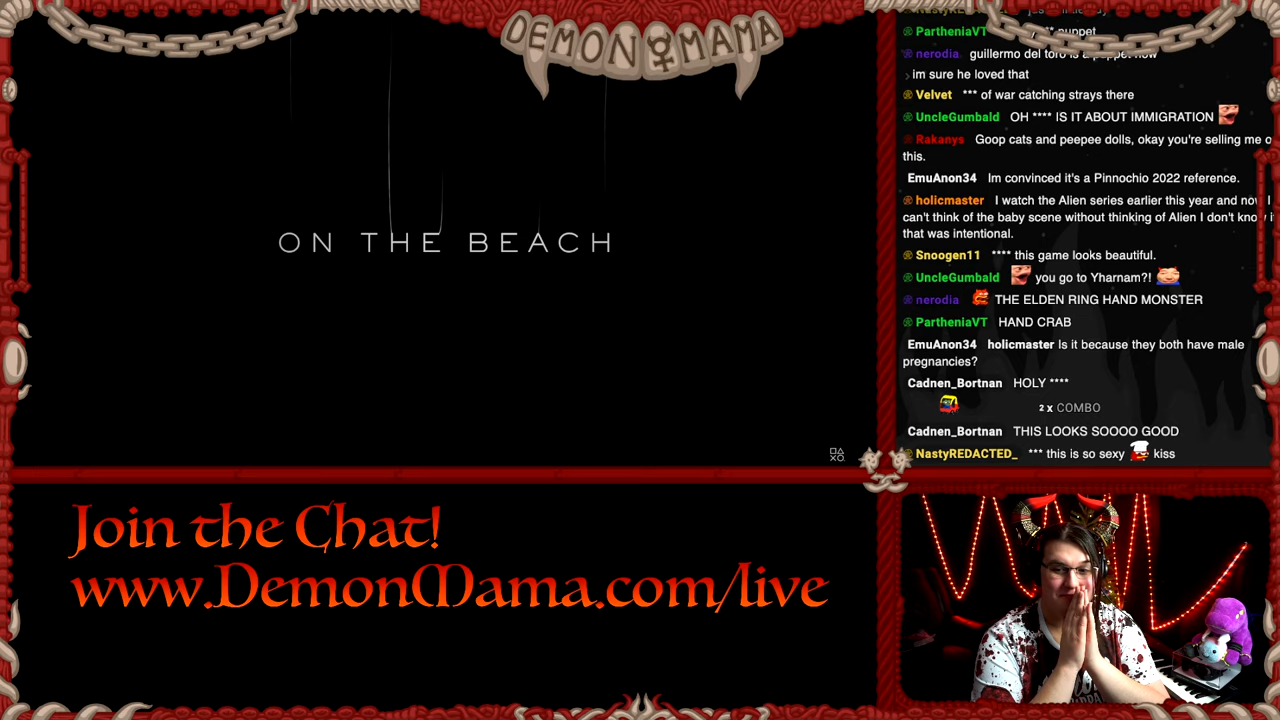 DEMON MAMA
ON THE BEACH
Join the Chat!
www.DemonMama.com/live
PartheniaVT puppet
nerodia guillermo del toro is a puppet now
im sure he loved that
Velvet *** of war catching strays there
UncleGumbald OH **** IS IT ABOUT IMMIGRATION
Rakanys Goop cats and peepee dolls, okay you're selling me o
this.
EmuAnon34 Im convinced it's a Pinnochio 2022 reference.
holicmaster I watch the Alien series earlier this year and now I
can't think of the baby scene without thinking of Alien I don't know i
that was intentional.
Snoogen11 **** this game looks beautiful.
UncleGumbald you go to Yharnam?!
nerodia THE ELDEN RING HAND MONSTER
PartheniaVT HAND CRAB
EmuAnon34 holicmaster Is it because they both have male
pregnancies?
Cadnen_Bortnan HOLY ****
2 x COMBO
Cadnen_Bortnan THIS LOOKS SOOOO GOOD
NastyREDACTED_ *** this is so sexy kiss